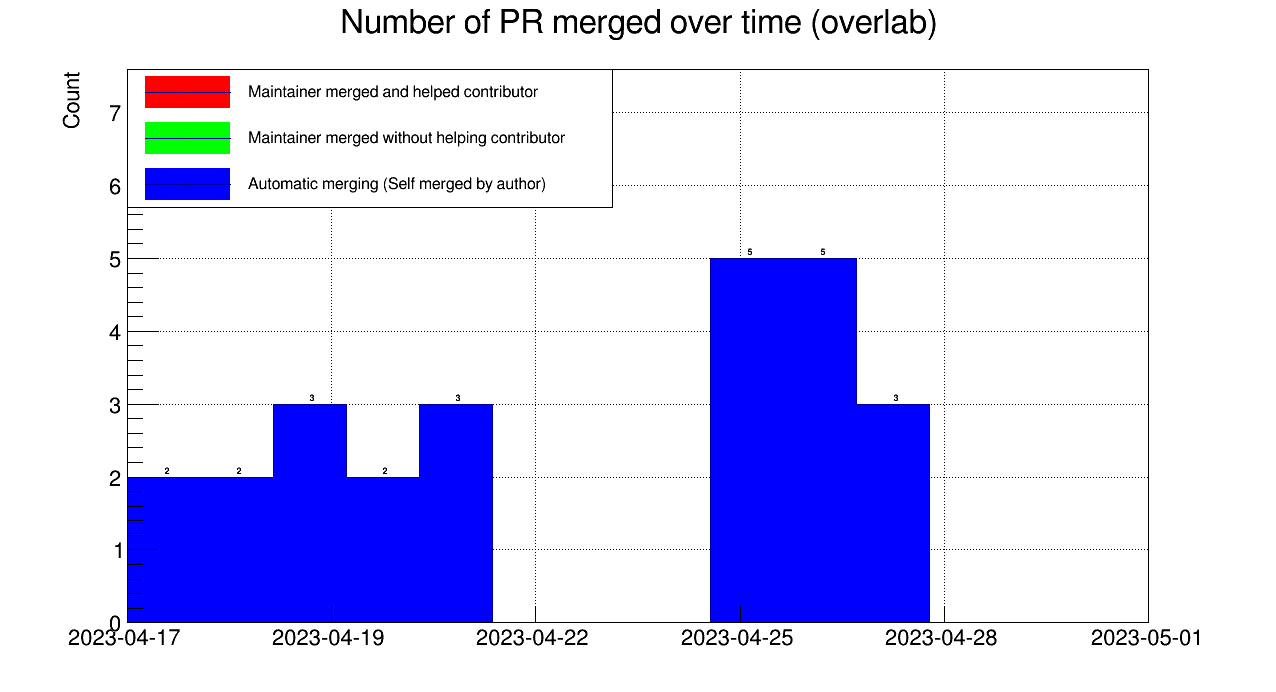 Number of PR merged over time (overlab)
Count
Maintainer merged and helped contributor
Maintainer merged without helping contributor
Automatic merging (Self merged by author)
7
6
5
4
3
2
1
0
5 5
3 3 3
2 2 2
2023-04-17 2023-04-19 2023-04-22 2023-04-25 2023-04-28 2023-05-01